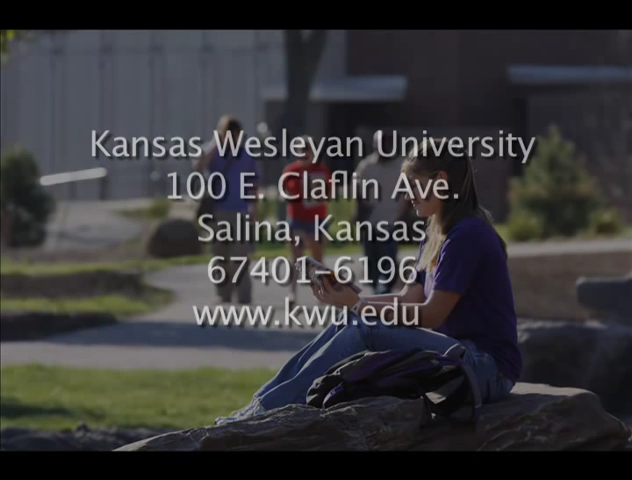 Kansas Wesleyan University
100 E. Claflin Ave.
Salina, Kansas
67401-6196
www.kwu.edu